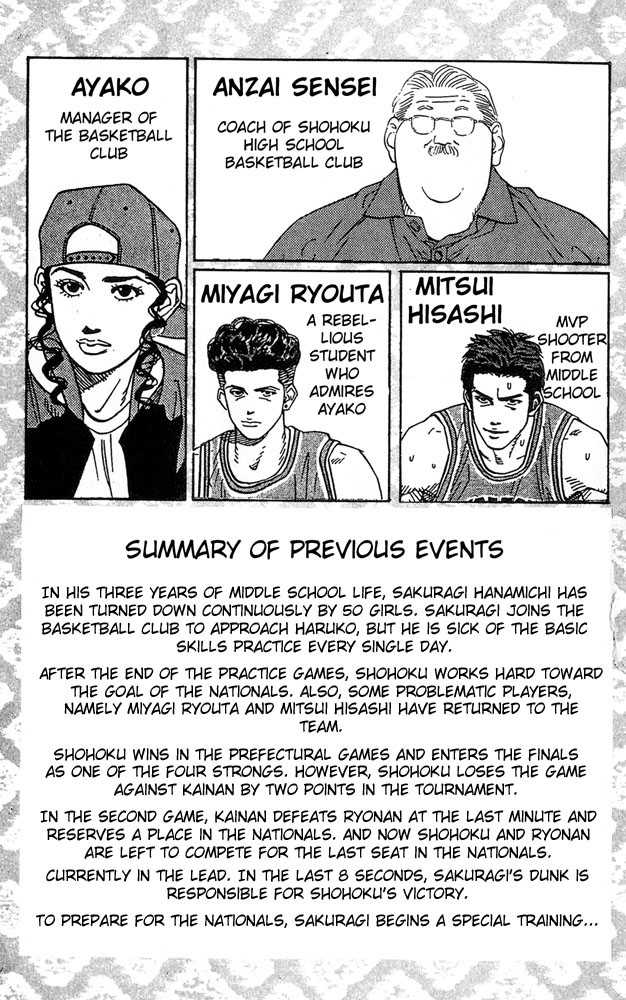 AYAKO
MANAGER OF
THE BASKETBALL
CLUB
ANZAI SENSEI
COACH OF SHOHOKU
HIGH SCHOOL
BASKETBALL CLUB
MIYAGI RYOUTA
A REBEL-
LIOUS
STUDENT
WHO
ADMIRES
AYAKO
MITSUI
HISASHI
MVP
SHOOTER
FROM
MIDDLE
SCHOOL
SUMMARY OF PREVIOUS EVENTS
IN HIS THREE YEARS OF MIDDLE SCHOOL LIFE, SAKURAGI HANAMICHI HAS
BEEN TURNED DOWN CONTINUOUSLY BY 50 GIRLS. SAKURAGI JOINS THE
BASKETBALL CLUB TO APPROACH HARUKO, BUT HE IS SICK OF THE BASIC
SKILLS PRACTICE EVERY SINGLE DAY.
AFTER THE END OF THE PRACTICE GAMES, SHOHOKU WORKS HARD TOWARD
THE GOAL OF THE NATIONALS. ALSO, SOME PROBLEMATIC PLAYERS,
NAMELY MIYAGI RYOUTA AND MITSUI HISASHI HAVE RETURNED TO THE
TEAM.
SHOHOKU WINS IN THE PREFECTURAL GAMES AND ENTERS THE FINALS
AS ONE OF THE FOUR STRONGS. HOWEVER, SHOHOKU LOSES THE GAME
AGAINST KAINAN BY TWO POINTS IN THE TOURNAMENT.
IN THE SECOND GAME, KAINAN DEFEATS RYONAN AT THE LAST MINUTE AND
RESERVES A PLACE IN THE NATIONALS. AND NOW SHOHOKU AND RYONAN
ARE LEFT TO COMPETE FOR THE LAST SEAT IN THE NATIONALS.
CURRENTLY IN THE LEAD. IN THE LAST 8 SECONDS, SAKURAGI'S DUNK IS
RESPONSIBLE FOR SHOHOKU'S VICTORY.
TO PREPARE FOR THE NATIONALS, SAKURAGI BEGINS A SPECIAL TRAINING...